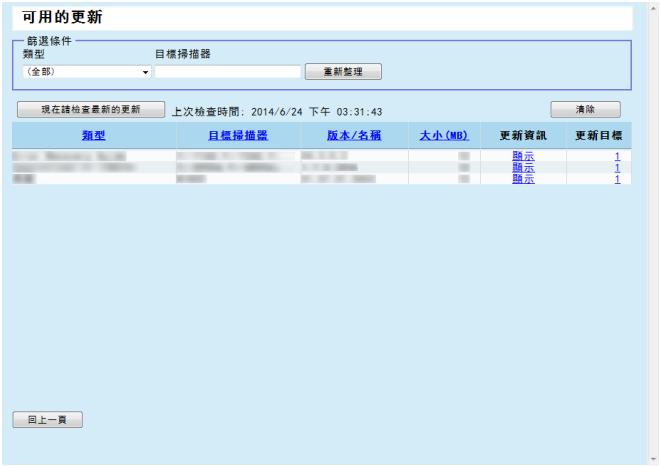 可用的更新
篩選條件
類型 目標掃描器
(全部) 重新整理
現在請檢查最新的更新 上次檢查時間: 2014/6/24 下午 03:31:43 清除
類型 目標掃描器 版本/名稱 大小(MB) 更新資訊 更新目標
顯示 1
顯示 1
顯示 1
回上一頁